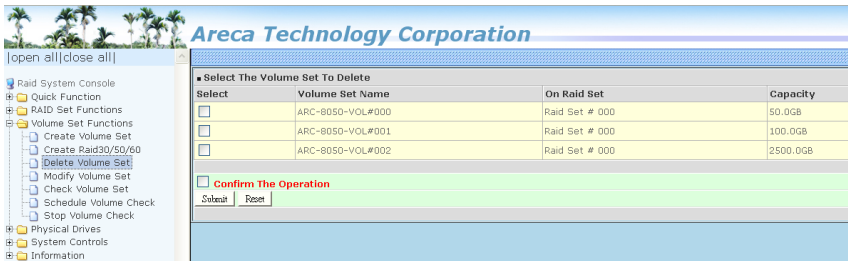 Areca Technology Corporation
|open all|close all|
Raid System Console
Quick Function
RAID Set Functions
Volume Set Functions
Create Volume Set
Create Raid30/50/60
Delete Volume Set
Modify Volume Set
Check Volume Set
Schedule Volume Check
Stop Volume Check
Physical Drives
System Controls
Information
Select The Volume Set To Delete
Select Volume Set Name On Raid Set Capacity
ARC-8050-VOL#000 Raid Set # 000 50.0GB
ARC-8050-VOL#001 Raid Set # 000 100.0GB
ARC-8050-VOL#002 Raid Set # 000 2500.0GB
Confirm The Operation
Submit Reset